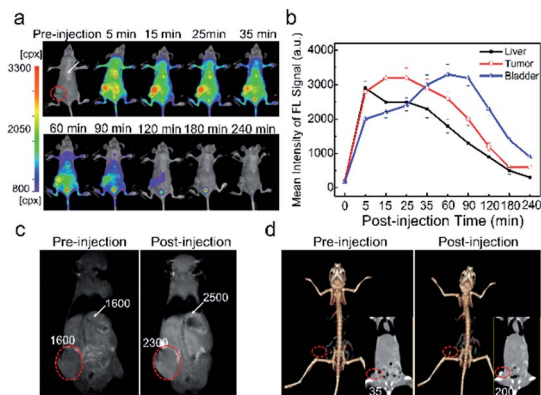 a
Pre-injection 5 min 15 min 25min 35 min
[cpx]
3300
2050
800
[cpx]
60 min 90 min 120 min 180 min 240 min
b
Mean Intensity of FL Signal (a.u.)
4000
3000
2000
1000
0
Liver
Tumor
Bladder
0 5 15 25 35 60 90 120 180 240
Post-injection Time (min)
c
Pre-injection Post-injection
1600 2500
1600 2300
d
Pre-injection Post-injection
35 200